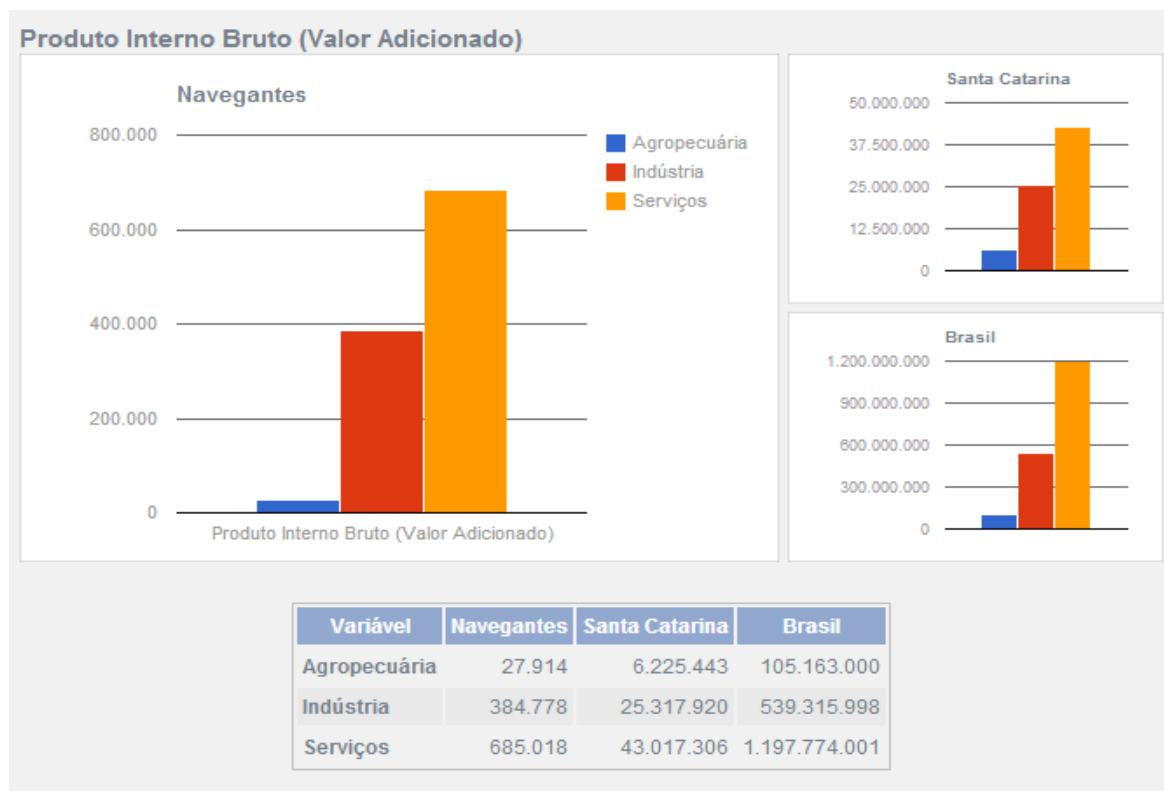 Produto Interno Bruto (Valor Adicionado)
Navegantes
800.000
600.000
400.000
200.000
0
Produto Interno Bruto (Valor Adicionado)
Agropecuária
Indústria
Serviços
Santa Catarina
50.000.000
37.500.000
25.000.000
12.500.000
0
Brasil
1.200.000.000
900.000.000
600.000.000
300.000.000
0
Variável Navegantes Santa Catarina Brasil
Agropecuária 27.914 6.225.443 105.163.000
Indústria 384.778 25.317.920 539.315.998
Serviços 685.018 43.017.306 1.197.774.001